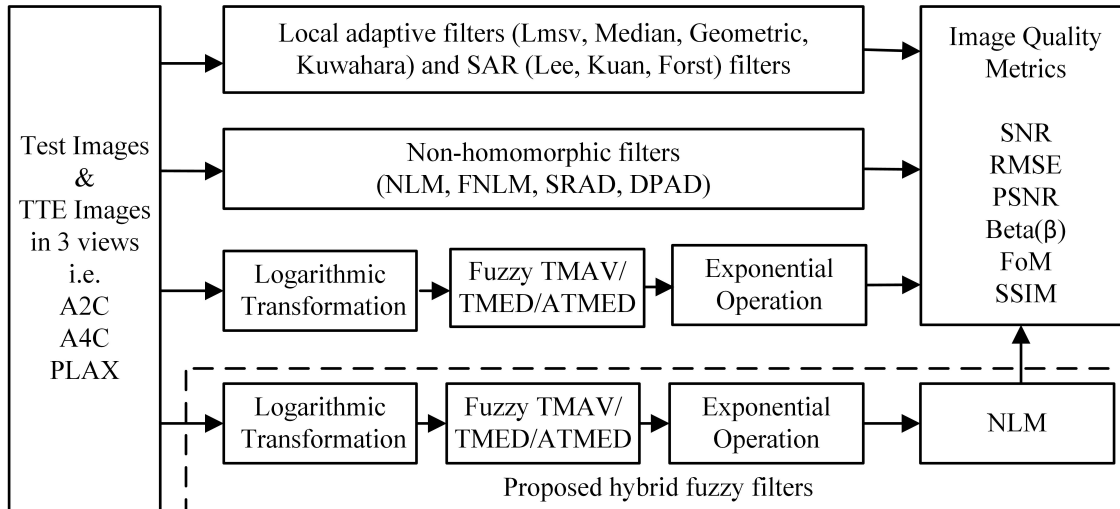 Test Images
&
TTE Images
in 3 views
i.e.
A2C
A4C
PLAX
Local adaptive filters (Lmsv, Median, Geometric,
Kuwahara) and SAR (Lee, Kuan, Forst) filters
Non-homomorphic filters
(NLM, FNLM, SRAD, DPAD)
Logarithmic
Transformation
Fuzzy TMAV/
TMED/ATMED
Exponential
Operation
Image Quality
Metrics
SNR
RMSE
PSNR
Beta(β)
FoM
SSIM
Logarithmic
Transformation
Fuzzy TMAV/
TMED/ATMED
Exponential
Operation
NLM
Proposed hybrid fuzzy filters